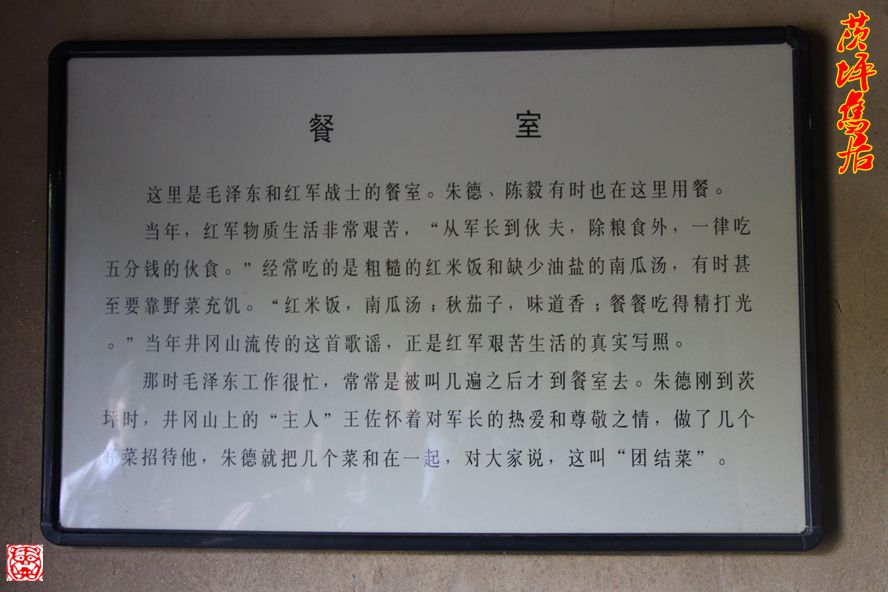 餐 室
这里是毛泽东和红军战士的餐室。朱德、陈毅有时也在这里用餐。
当年，红军物质生活非常艰苦，“从军长到伙夫，除粮食外，一律吃
五分钱的伙食。”经常吃的是粗糙的红米饭和缺少油盐的南瓜汤，有时甚
至要靠野菜充饥。“红米饭，南瓜汤；秋茄子，味道香；餐餐吃得精打光
。”当年井冈山流传的这首歌谣，正是红军艰苦生活的真实写照。
那时毛泽东工作很忙，常常是被叫几遍之后才到餐室去。朱德刚到茨
坪时，井冈山上的“主人”王佐怀着对军长的热爱和尊敬之情，做了几个
好菜招待他，朱德就把几个菜和在一起，对大家说，这叫“团结菜”。
茨坪旧居